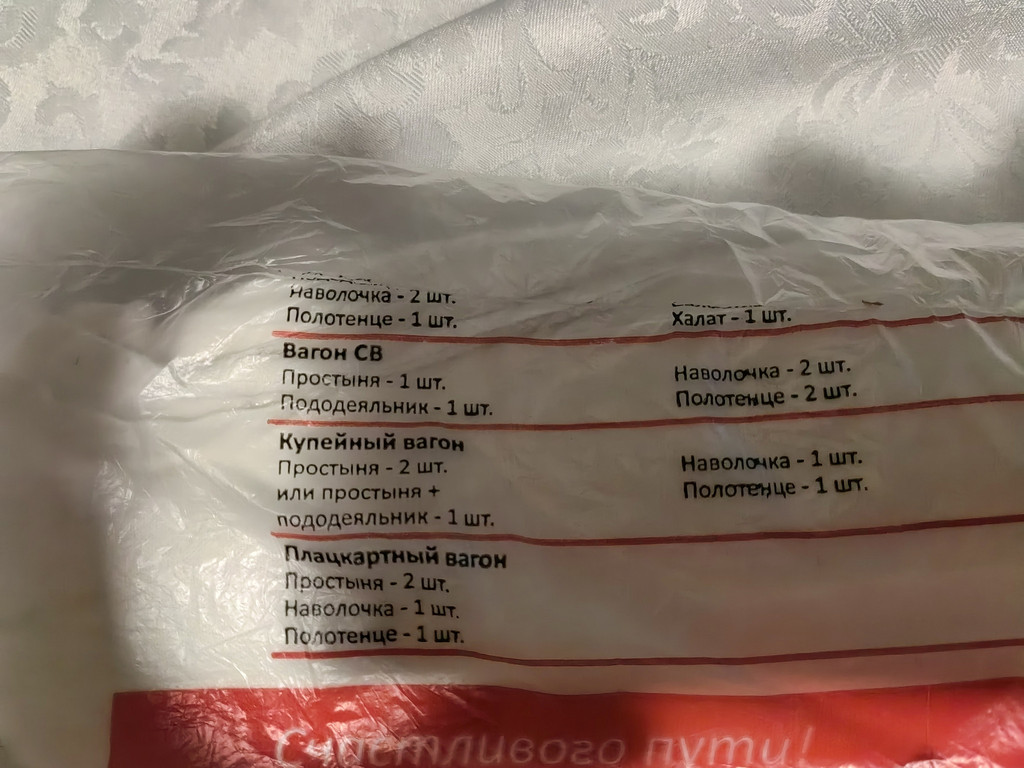 Наволочка - 2 шт.
Полотенце - 1 шт.
Халат - 1 шт.
Вагон СВ
Простыня - 1 шт.
Пододеяльник - 1 шт.
Наволочка - 2 шт.
Полотенце - 2 шт.
Купейный вагон
Простыня - 2 шт.
или простыня +
пододеяльник - 1 шт.
Наволочка - 1 шт.
Полотенце - 1 шт.
Плацкартный вагон
Простыня - 2 шт.
Наволочка - 1 шт.
Полотенце - 1 шт.
Счастливого пути!